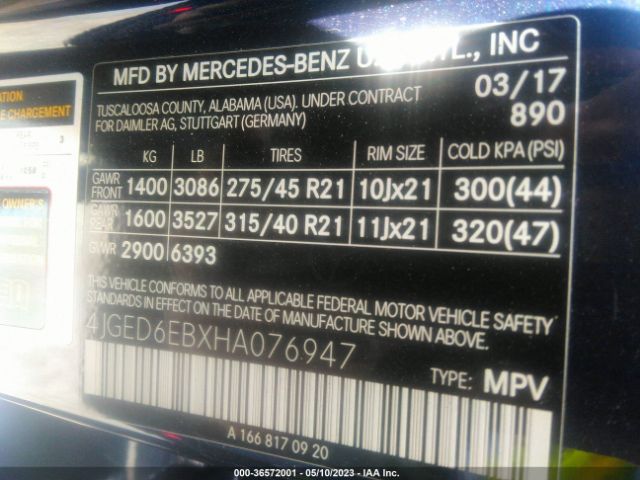 MFD BY MERCEDES-BENZ U.S. INTL., INC
TUSCALOOSA COUNTY, ALABAMA (USA). UNDER CONTRACT
FOR DAIMLER AG, STUTTGART (GERMANY)
03/17
890
KG LB TIRES RIM SIZE COLD KPA (PSI)
GAWR FRONT 1400 3086 275/45 R21 10Jx21 300(44)
GAWR REAR 1600 3527 315/40 R21 11Jx21 320(47)
GVWR 2900 6393
THIS VEHICLE CONFORMS TO ALL APPLICABLE FEDERAL MOTOR VEHICLE SAFETY
STANDARDS IN EFFECT ON THE DATE OF MANUFACTURE SHOWN ABOVE.
4JGED6EBXHA076947
TYPE: MPV
A 166 817 09 20
CHARGEMENT
OWNER'S
000-36572001 - 05/10/2023 - IAA Inc.